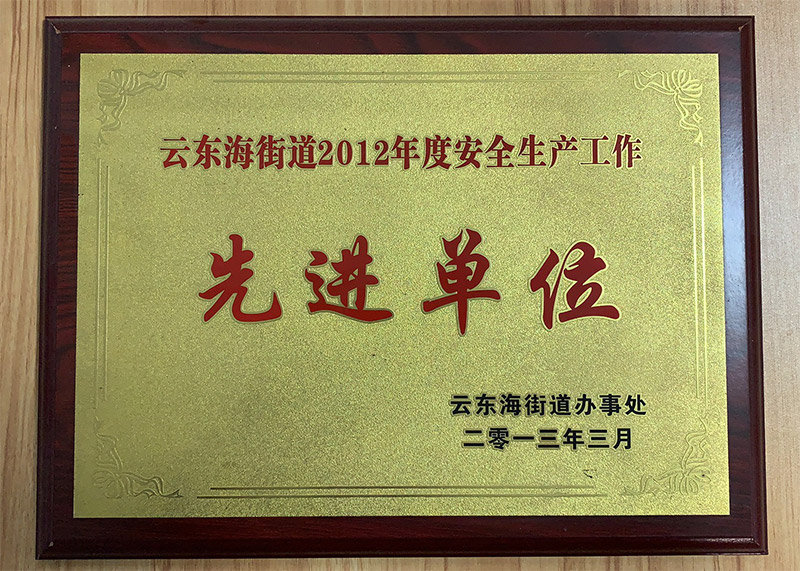 云东海街道2012年度安全生产工作
先进单位
云东海街道办事处
二零一三年三月